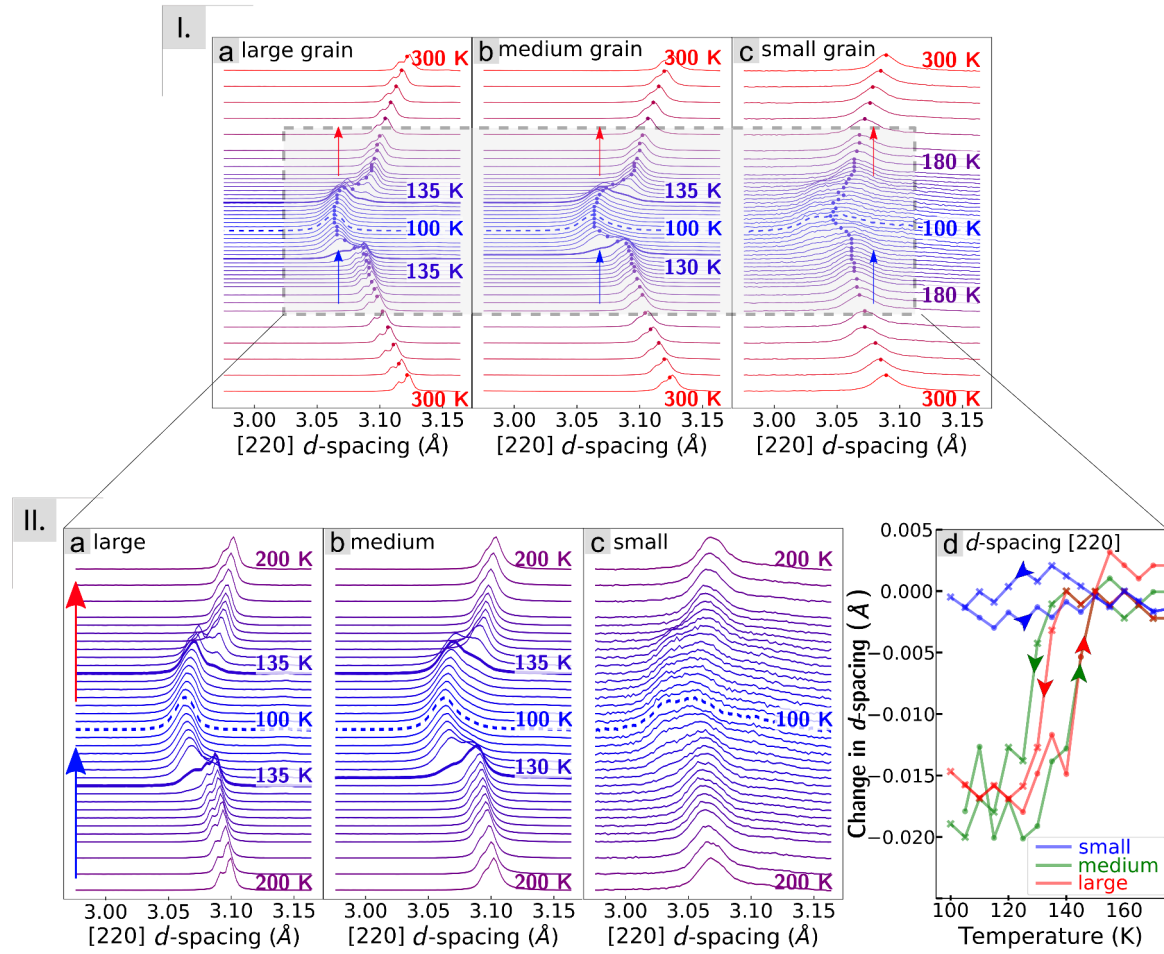 I.
a large grain
b medium grain
c small grain
300 K
300 K
300 K
180 K
135 K
135 K
100 K
100 K
100 K
135 K
130 K
180 K
300 K
300 K
300 K
3.00 3.05 3.10 3.15
3.00 3.05 3.10 3.15
3.00 3.05 3.10 3.15
[220] d-spacing (Å)
[220] d-spacing (Å)
[220] d-spacing (Å)
II.
a large
200 K
135 K
100 K
135 K
200 K
3.00 3.05 3.10 3.15
[220] d-spacing (Å)
b medium
200 K
135 K
100 K
130 K
200 K
3.00 3.05 3.10 3.15
[220] d-spacing (Å)
c small
200 K
100 K
200 K
3.00 3.05 3.10 3.15
[220] d-spacing (Å)
d d-spacing [220]
Change in d-spacing (Å)
0.005
0.000
−0.005
−0.010
−0.015
−0.020
small
medium
large
100 120 140 160
Temperature (K)